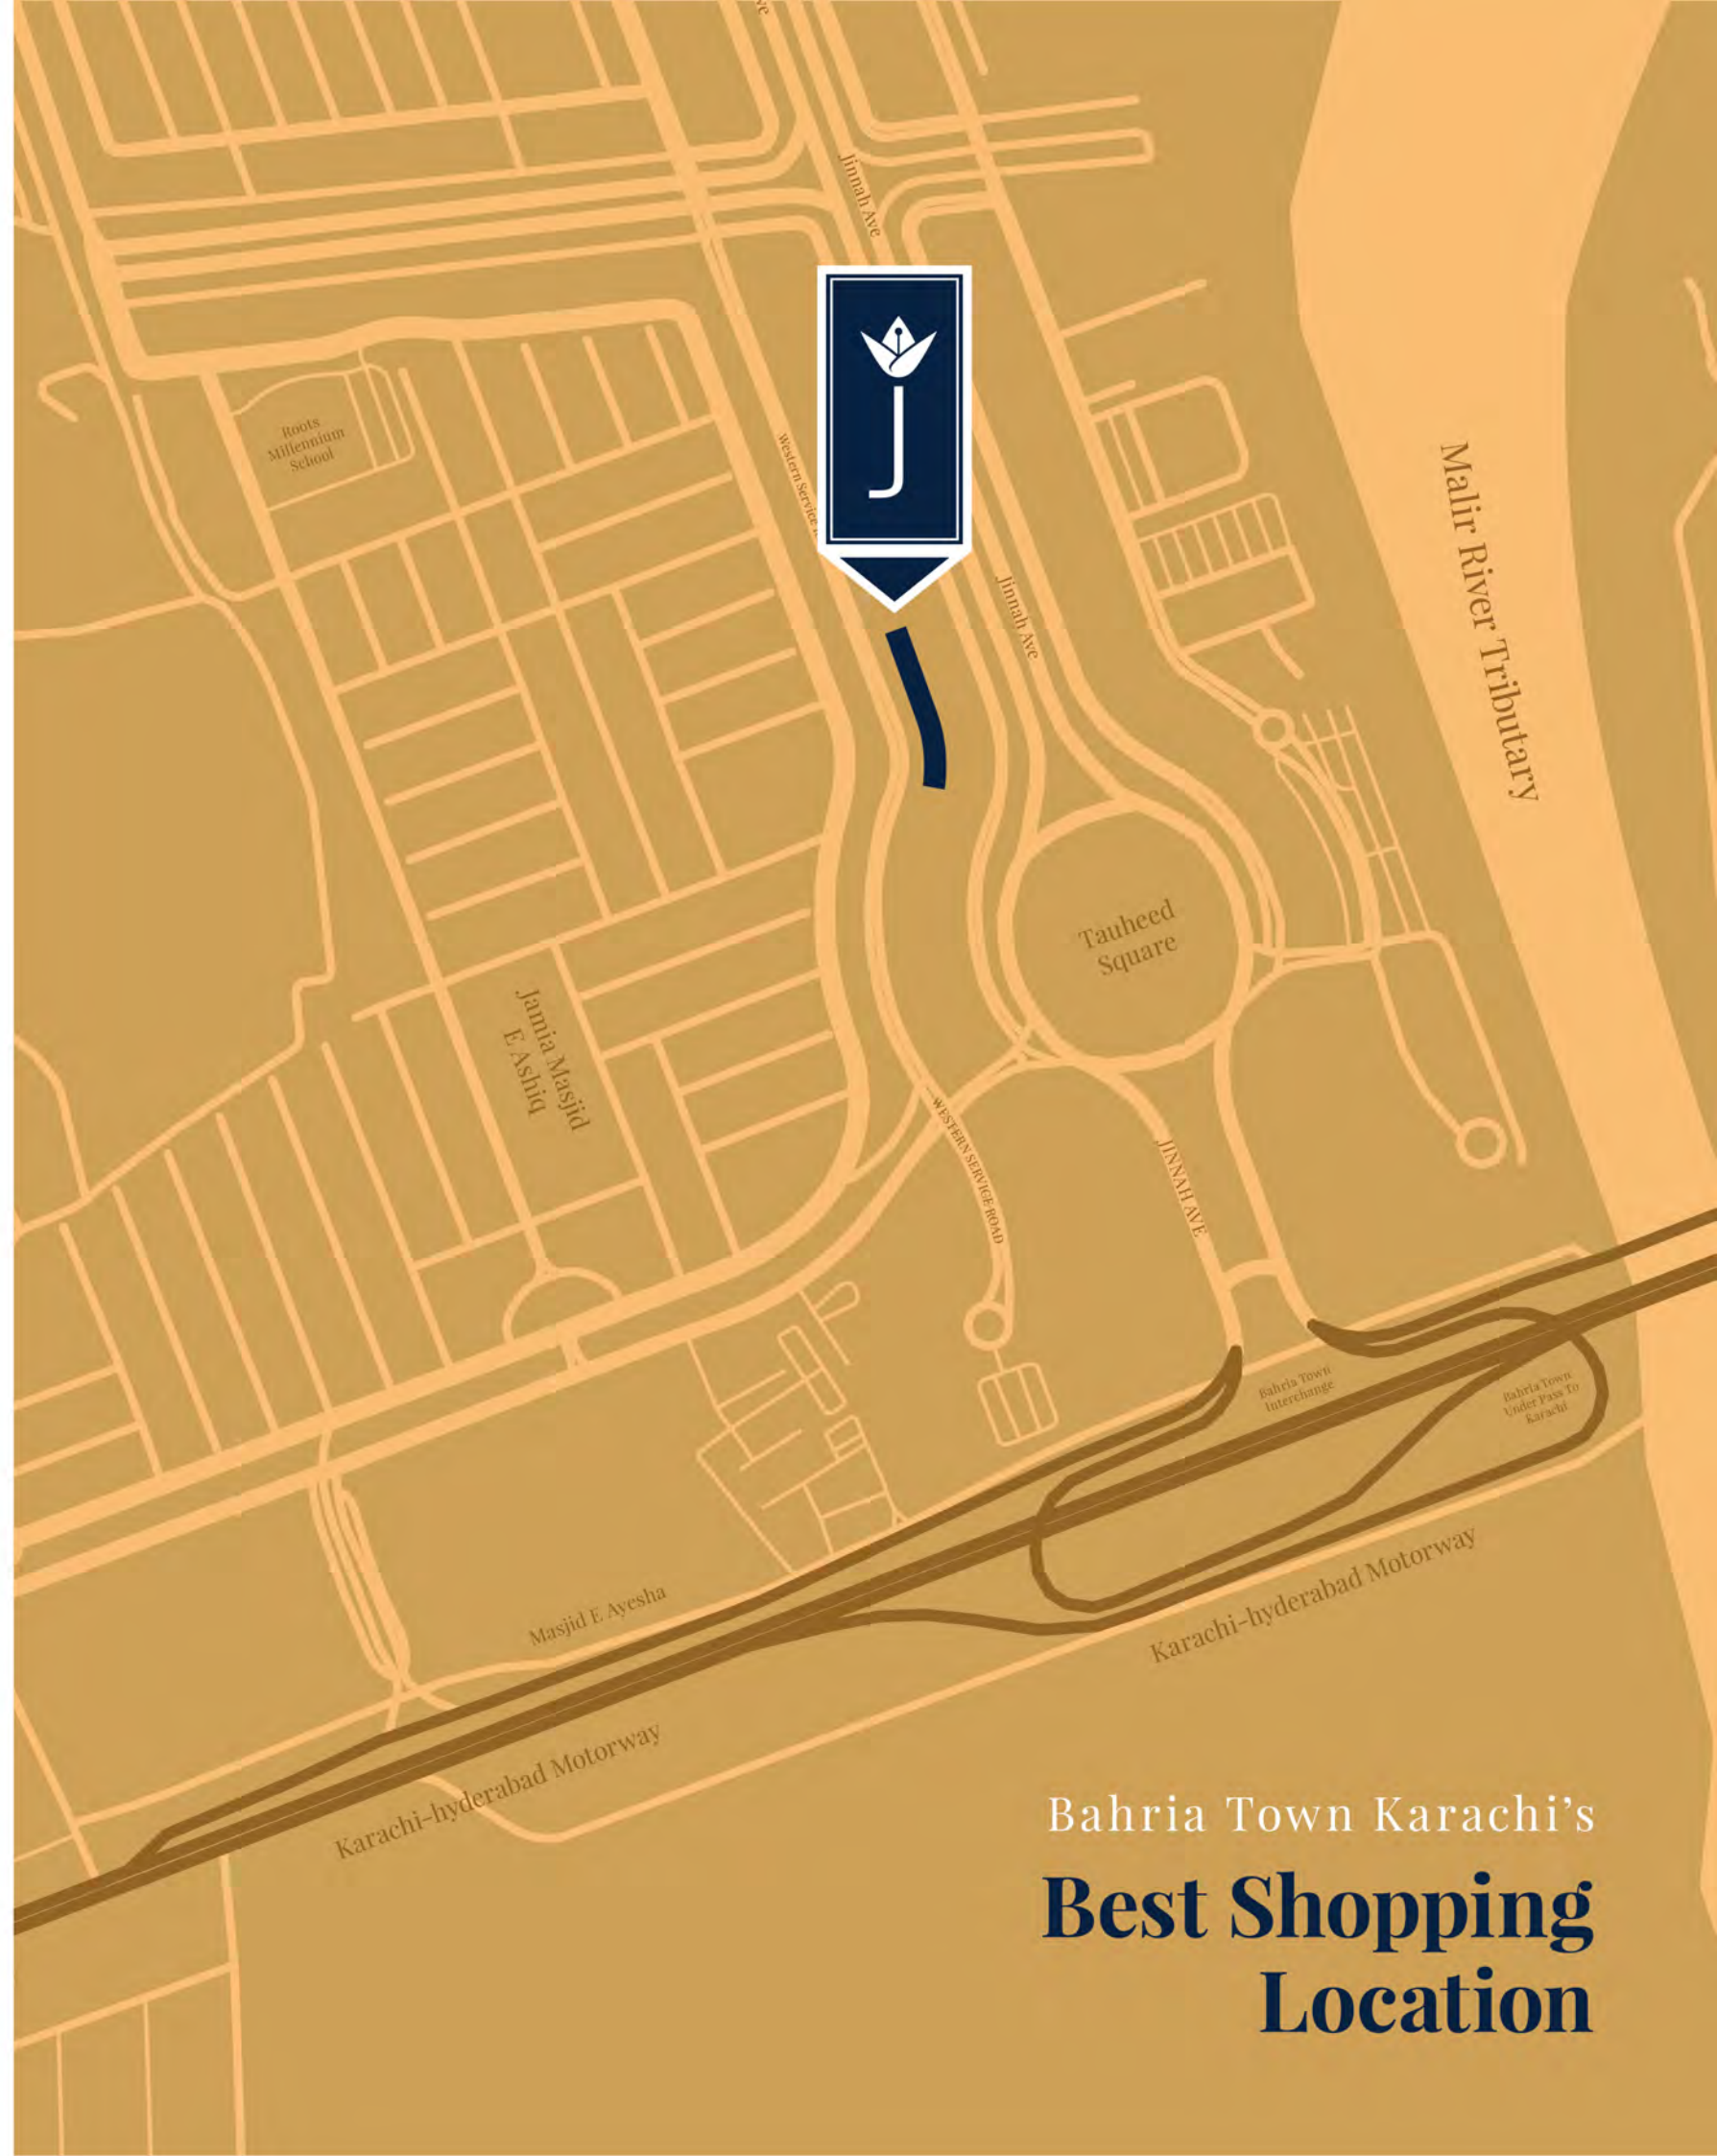 Jinnah Ave
J
Roots
Millennium
School
Western Service
Jinnah Ave
Malir River Tributary
Tauheed
Square
Jamia Masjid
E Ashiq
WESTERN SERVICE ROAD
JINNAH AVE
Bahria Town
Interchange
Bahria Town
Under Pass To
Karachi
Karachi-hyderabad Motorway
Masjid E Ayesha
Karachi-hyderabad Motorway
Bahria Town Karachi’s
Best Shopping
Location